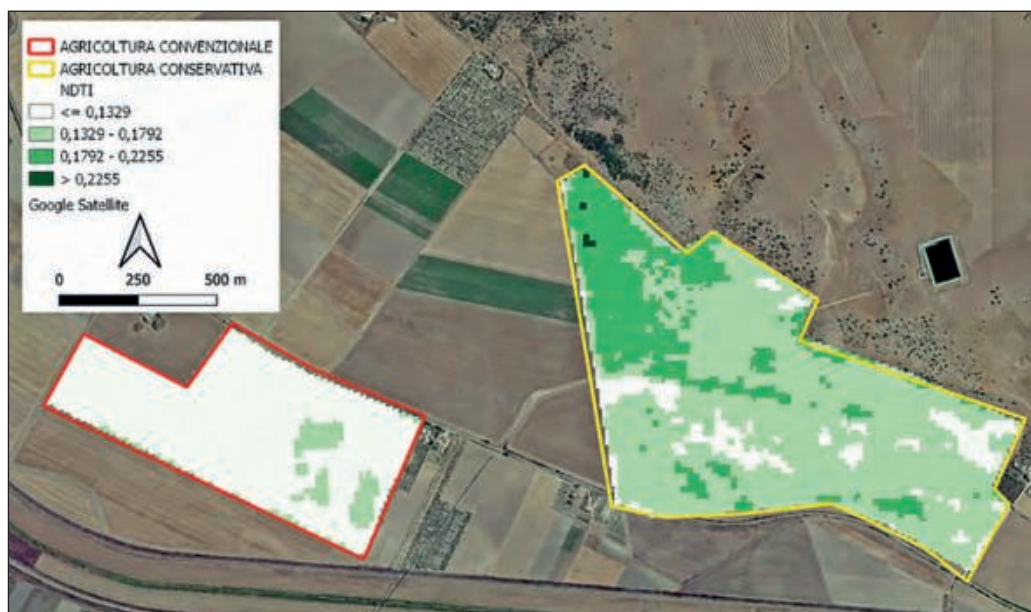 AGRICOLTURA CONVENZIONALE
AGRICOLTURA CONSERVATIVA
NDTI
<= 0,1329
0,1329 - 0,1792
0,1792 - 0,2255
> 0,2255
Google Satellite
0 250 500 m